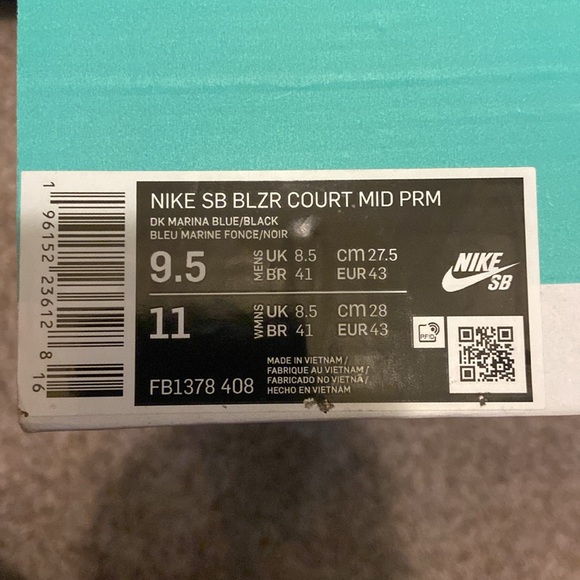 NIKE SB BLZR COURT MID PRM
DK MARINA BLUE/BLACK
BLEU MARINE FONCE/NOIR
9.5 MENS UK 8.5 CM 27.5
BR 41 EUR 43
11 WMNS UK 8.5 CM 28
BR 41 EUR 43
NIKE
SB
PFID
MADE IN VIETNAM /
FABRIQUE AU VIETNAM /
FABRICADO NO VIETNÃ /
HECHO EN VIETNAM
FB1378 408
1 96152 23612 8 16